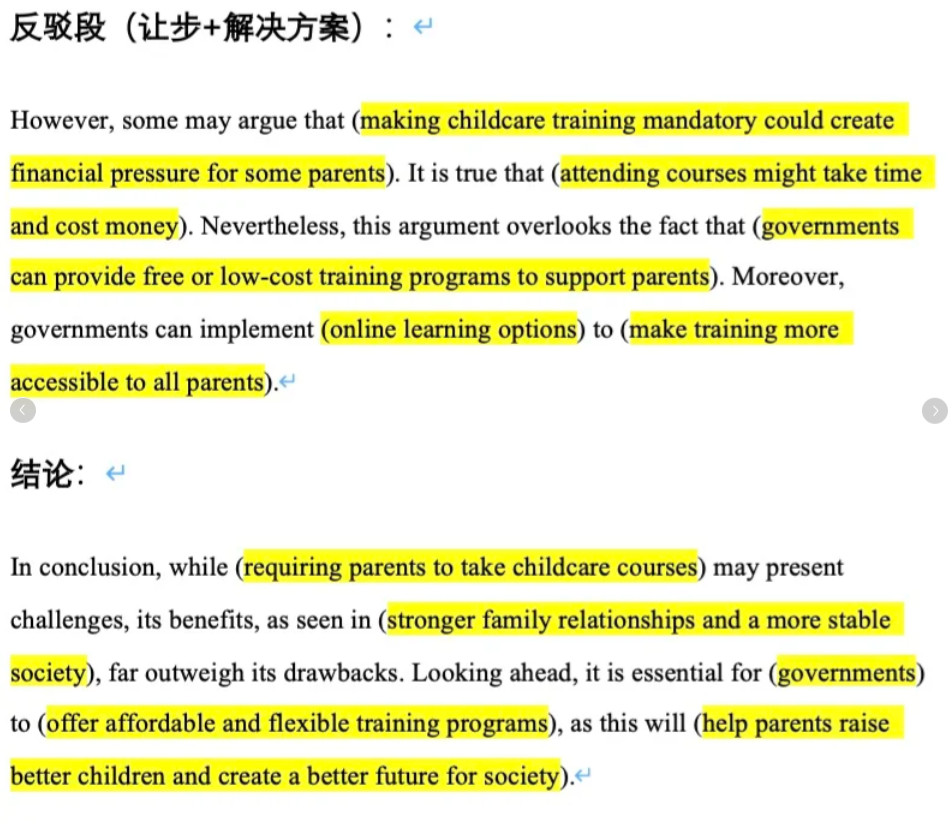 反驳段（让步+解决方案）：
However, some may argue that (making childcare training mandatory could create
financial pressure for some parents). It is true that (attending courses might take time
and cost money). Nevertheless, this argument overlooks the fact that (governments
can provide free or low-cost training programs to support parents). Moreover,
governments can implement (online learning options) to (make training more
accessible to all parents).
结论：
In conclusion, while (requiring parents to take childcare courses) may present
challenges, its benefits, as seen in (stronger family relationships and a more stable
society), far outweigh its drawbacks. Looking ahead, it is essential for (governments)
to (offer affordable and flexible training programs), as this will (help parents raise
better children and create a better future for society).